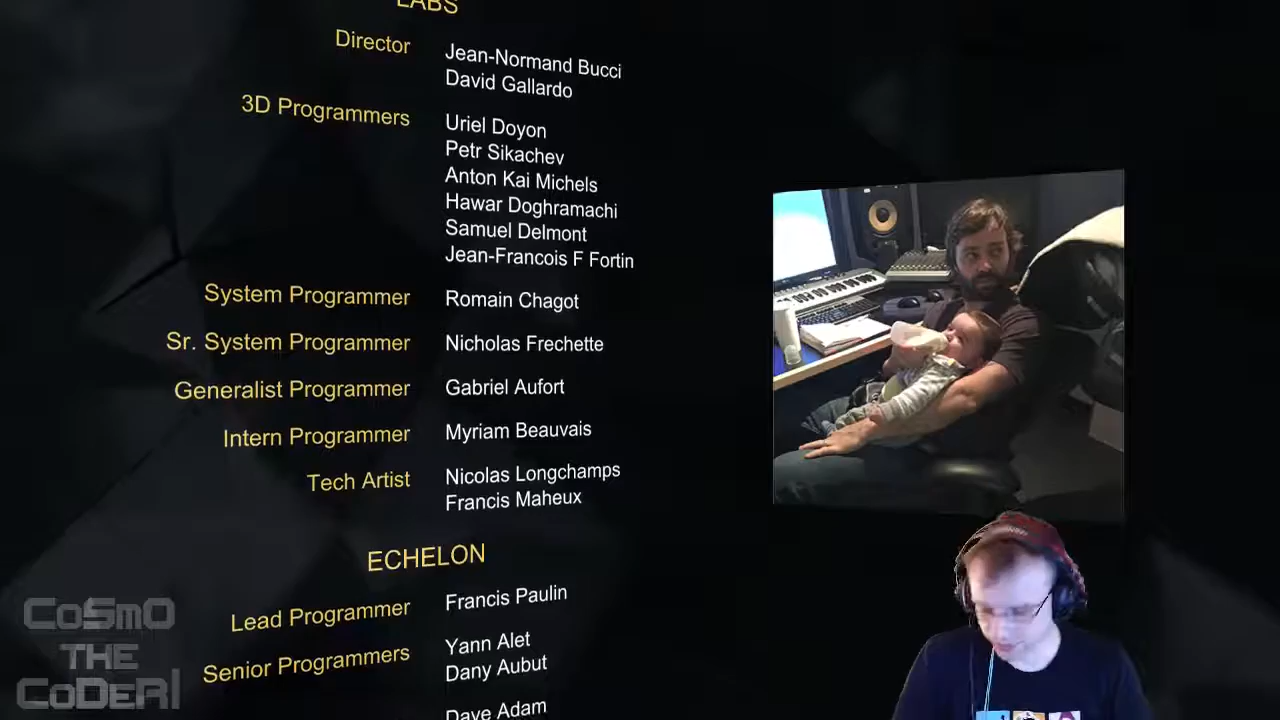 LABS
Director Jean-Normand Bucci
David Gallardo
3D Programmers Uriel Doyon
Petr Sikachev
Anton Kai Michels
Hawar Doghramachi
Samuel Delmont
Jean-Francois F Fortin
System Programmer Romain Chagot
Sr. System Programmer Nicholas Frechette
Generalist Programmer Gabriel Aufort
Intern Programmer Myriam Beauvais
Tech Artist Nicolas Longchamps
Francis Maheux
ECHELON
Lead Programmer Francis Paulin
Senior Programmers Yann Alet
Dany Aubut
Dave Adam
CoSmO
THE
CoDER